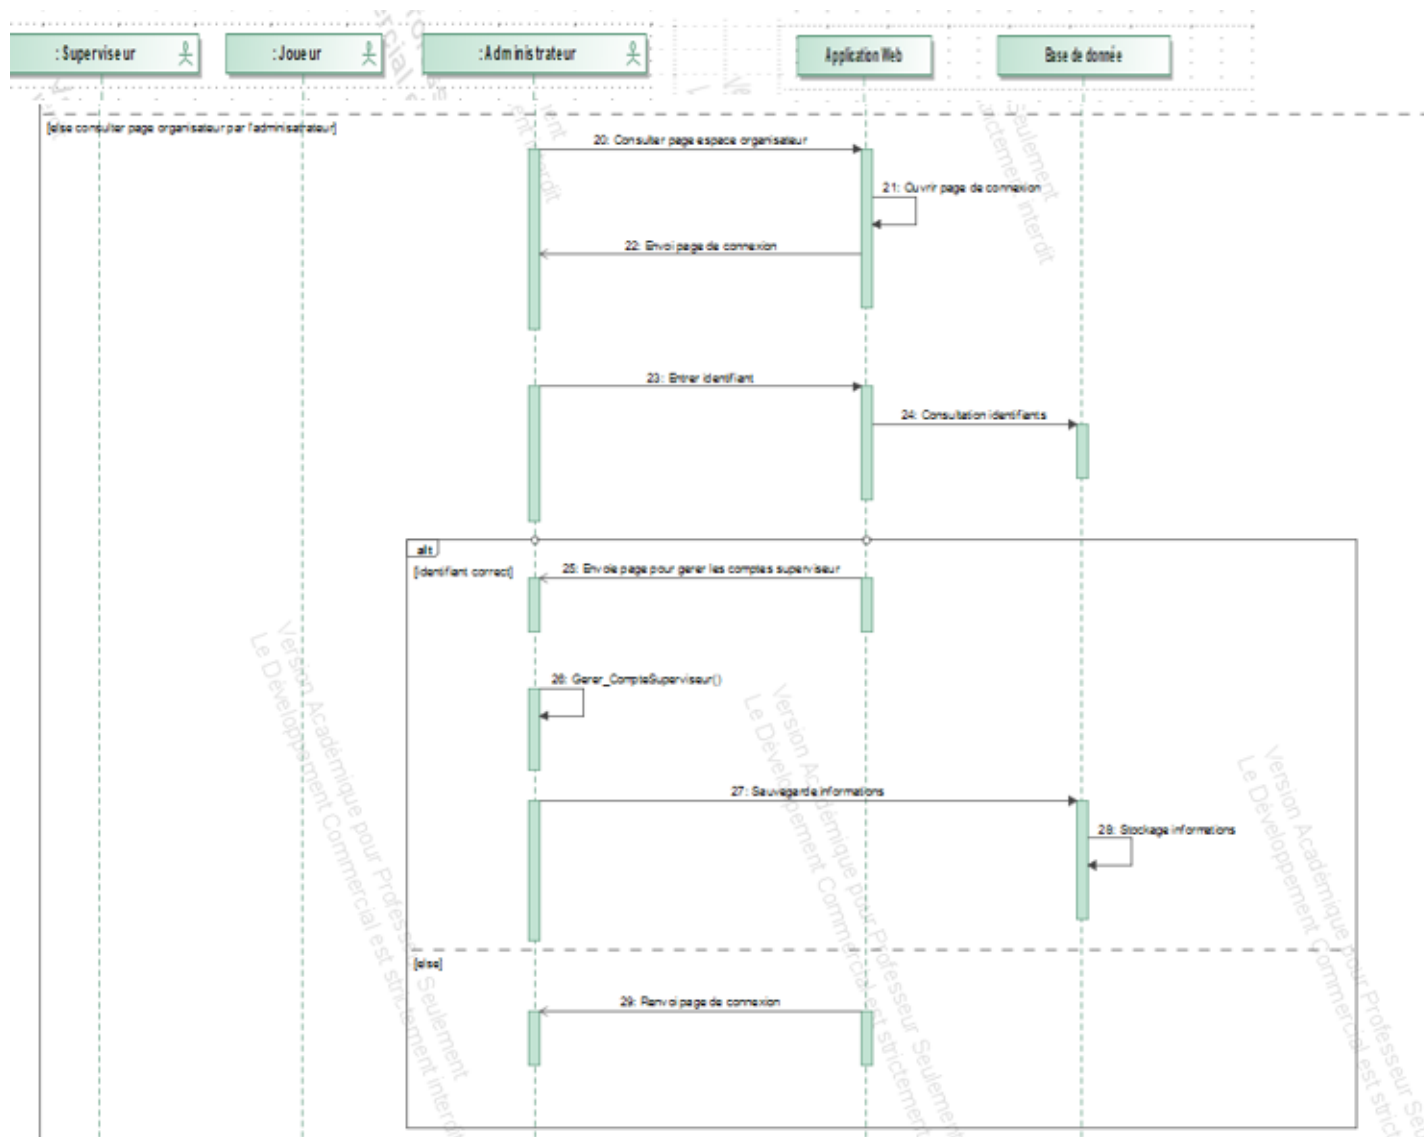 : Superviseur
: Joueur
: Administrateur
Application Web
Base de donnée
[else consulter page organisateur par l'adminisatrateur]
20: Consulter page espace organisateur
21: Ouvrir page de connexion
22: Envoi page de connexion
23: Entrer identifiant
24: Consultation identifiants
alt
[identifiant correct]
25: Envoie page pour gerer les comptes superviseur
26: Gerer_CompteSuperviseur()
27: Sauvegarde informations
28: Stockage informations
[else]
29: Renvoi page de connexion
Version Académique pour Professeur Seulement
Le Développement Commercial est strictement interdit
Version Académique pour Professeur Seulement
Le Développement Commercial est strictement
Version Académique pour Professeur Seu
Le Développement Commercial est strict
Seulement
interdit